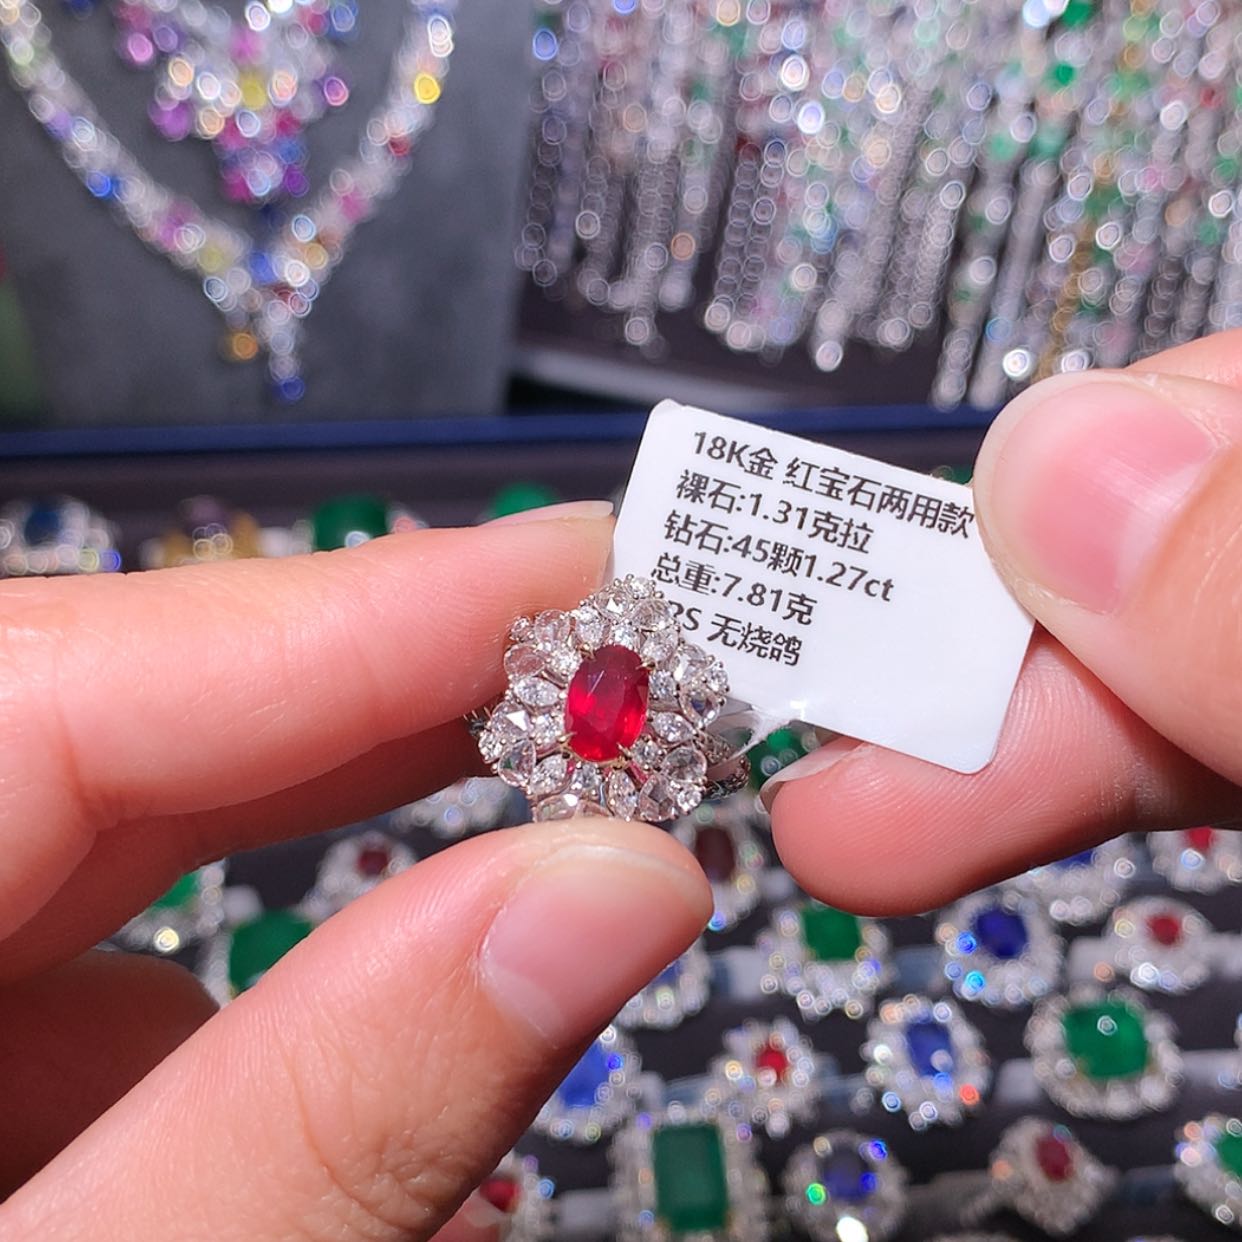 18K金 红宝石两用款
裸石:1.31克拉
钻石:45颗1.27ct
总重:7.81克
无烧鸽